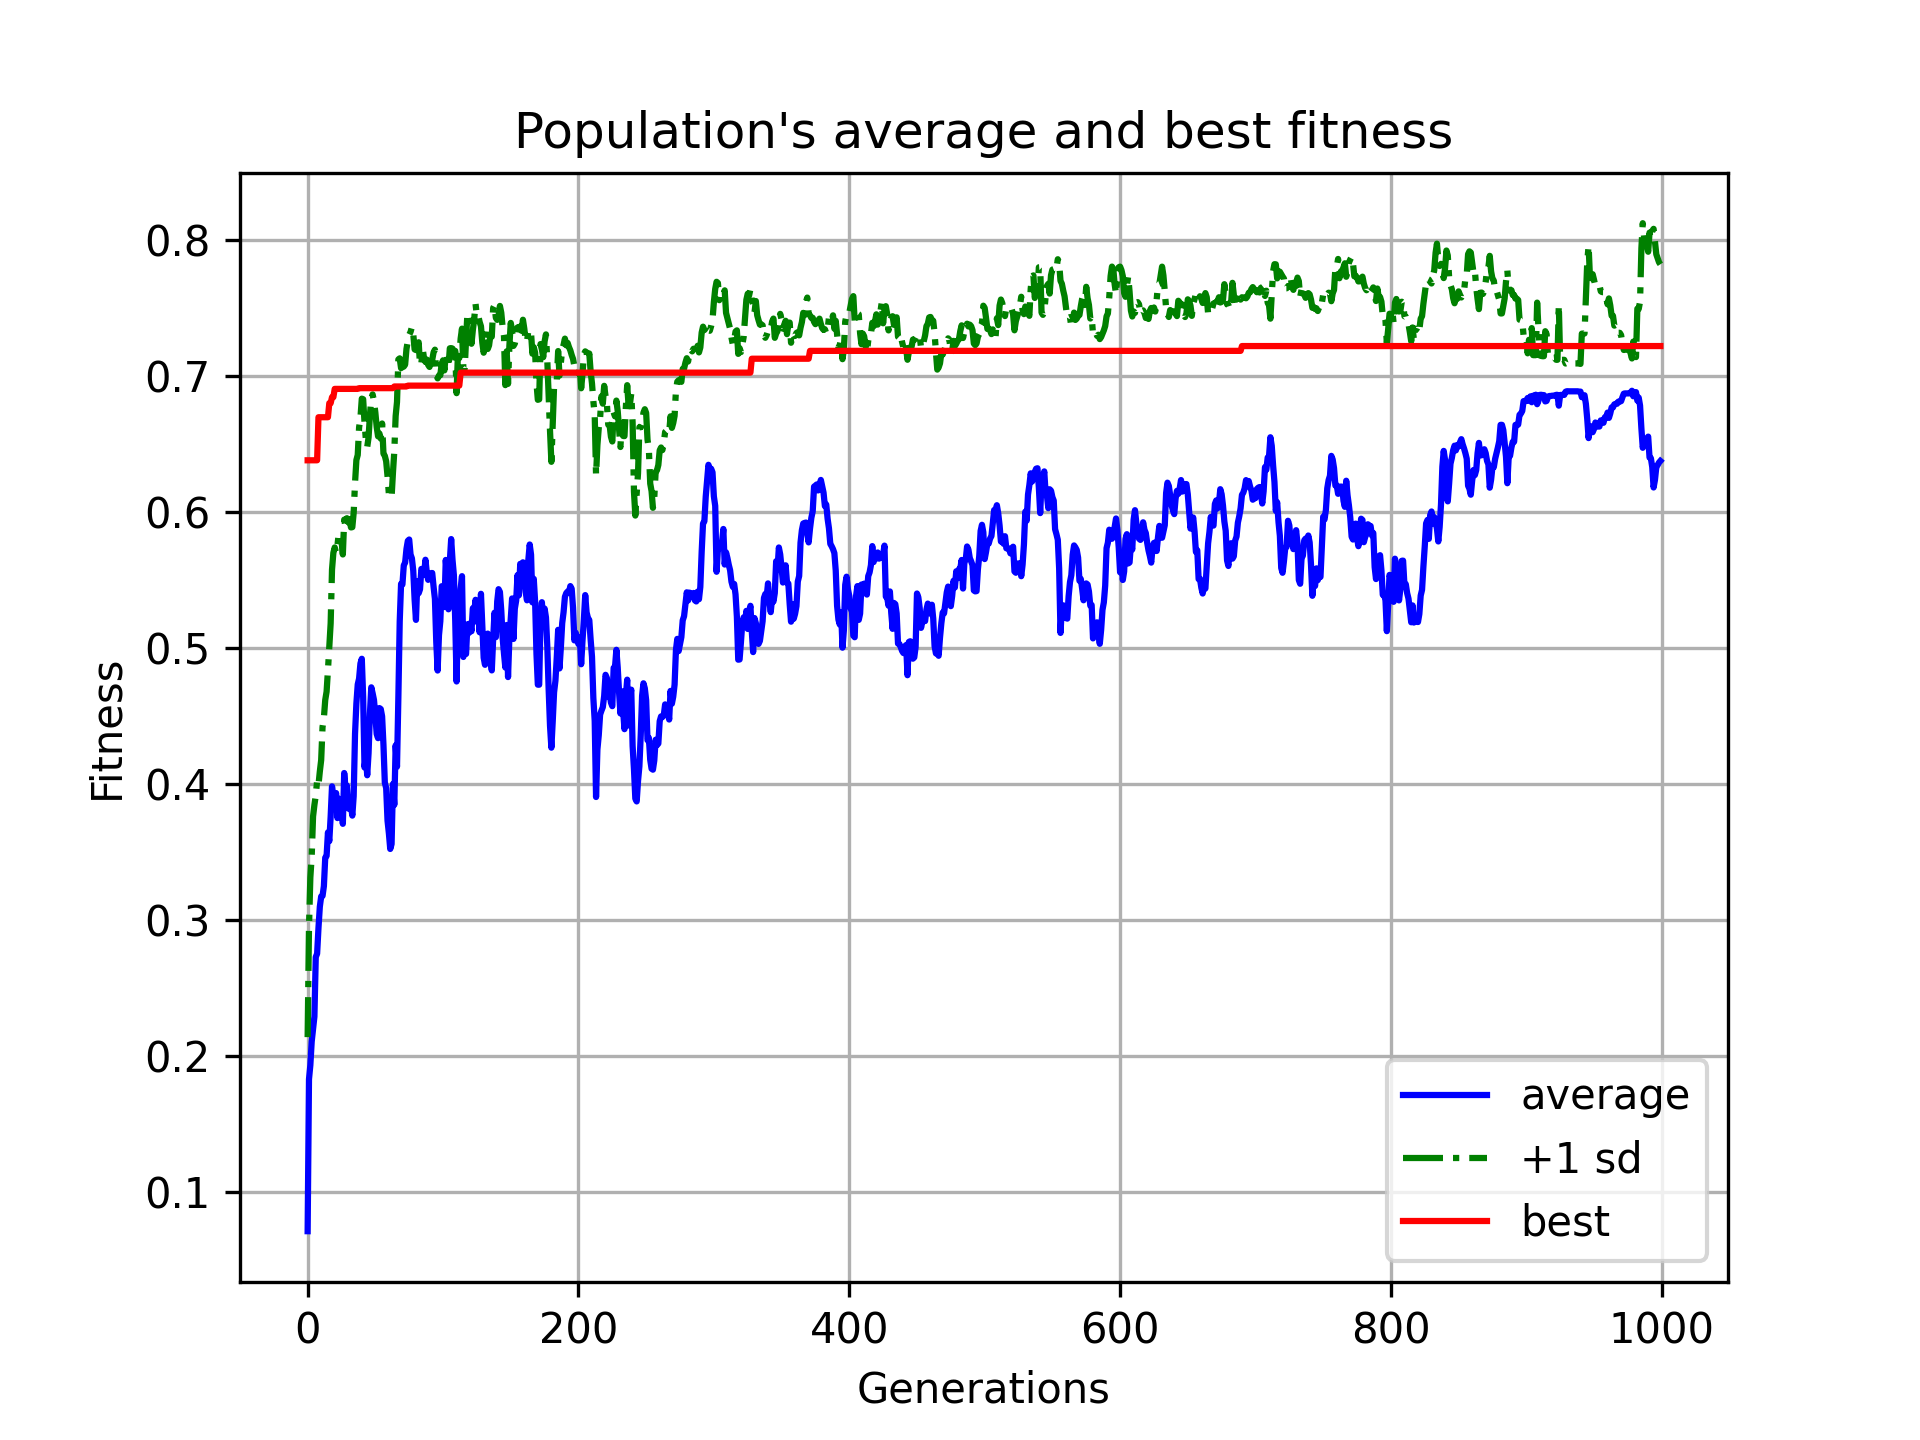 Population's average and best fitness
Fitness
0.8
0.7
0.6
0.5
0.4
0.3
0.2
0.1
0 200 400 600 800 1000
Generations
average
+1 sd
best